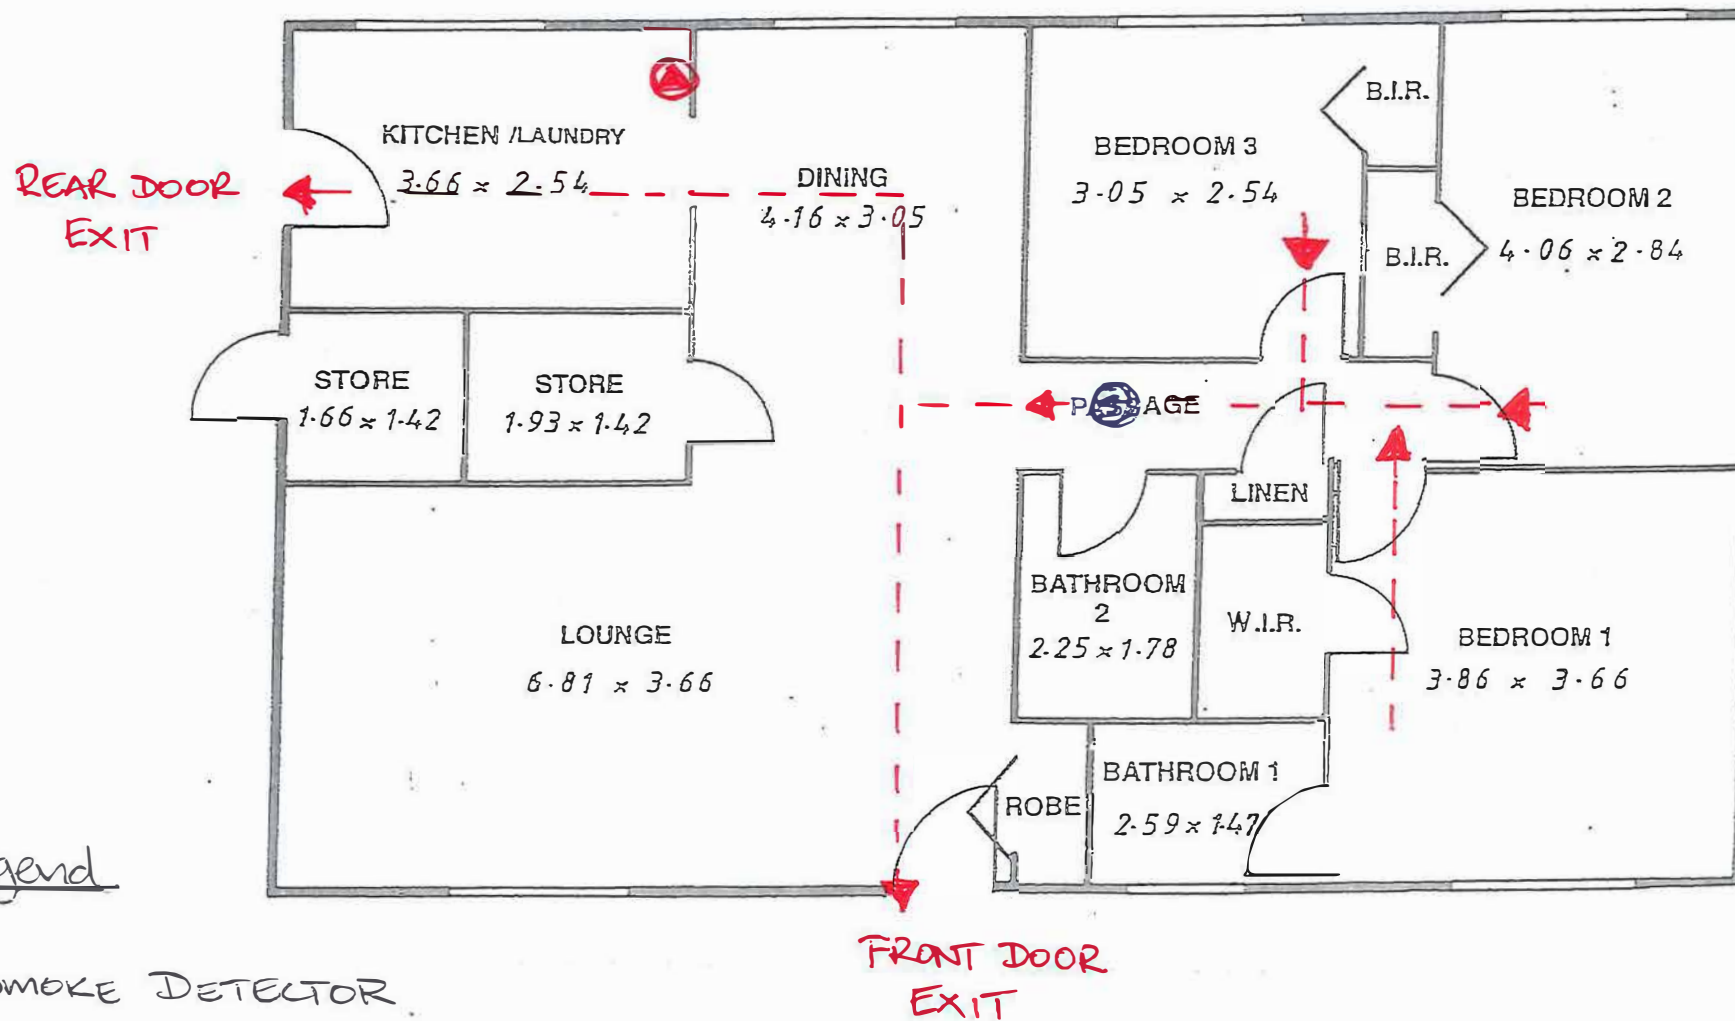 KITCHEN /LAUNDRY
3.66 × 2.54
REAR DOOR
EXIT
DINING
4.16 × 3.05
BEDROOM 3
3.05 × 2.54
B.I.R.
B.I.R.
BEDROOM 2
4.06 × 2.84
STORE
1.66 × 1.42
STORE
1.93 × 1.42
PASSAGE
LINEN
LOUNGE
6.81 × 3.66
BATHROOM
2
2.25 × 1.78
W.I.R.
BEDROOM 1
3.86 × 3.66
ROBE
BATHROOM 1
2.59 × 1.47
gend
FRONT DOOR
EXIT
SMOKE DETECTOR